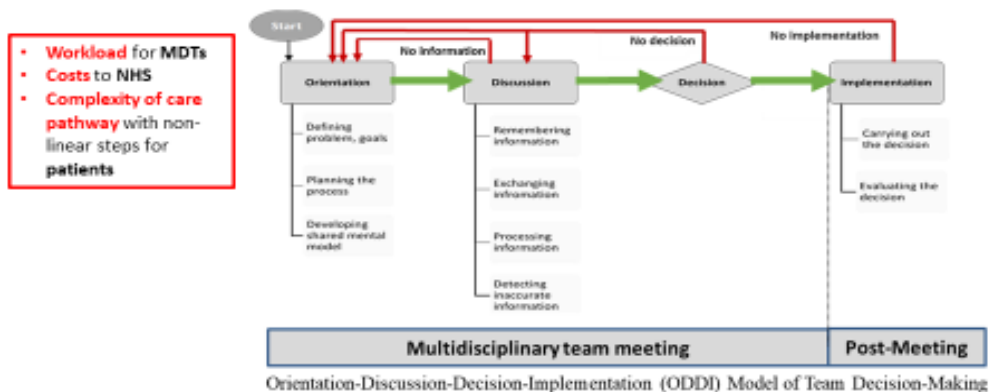 • Workload for MDTs
• Costs to NHS
• Complexity of care
pathway with non-
linear steps for
patients
Start
No Information
No decision
No Implementation
Orientation
Discussion
Decision
Implementation
Defining
problem, goals
Planning the
process
Developing
shared mental
model
Remembering
information
Exchanging
infromation
Processing
information
Detecting
inaccurate
information
Carrying out
the decision
Evaluating the
decision
Multidisciplinary team meeting
Post-Meeting
Orientation-Discussion-Decision-Implementation (ODDI) Model of Team Decision-Making